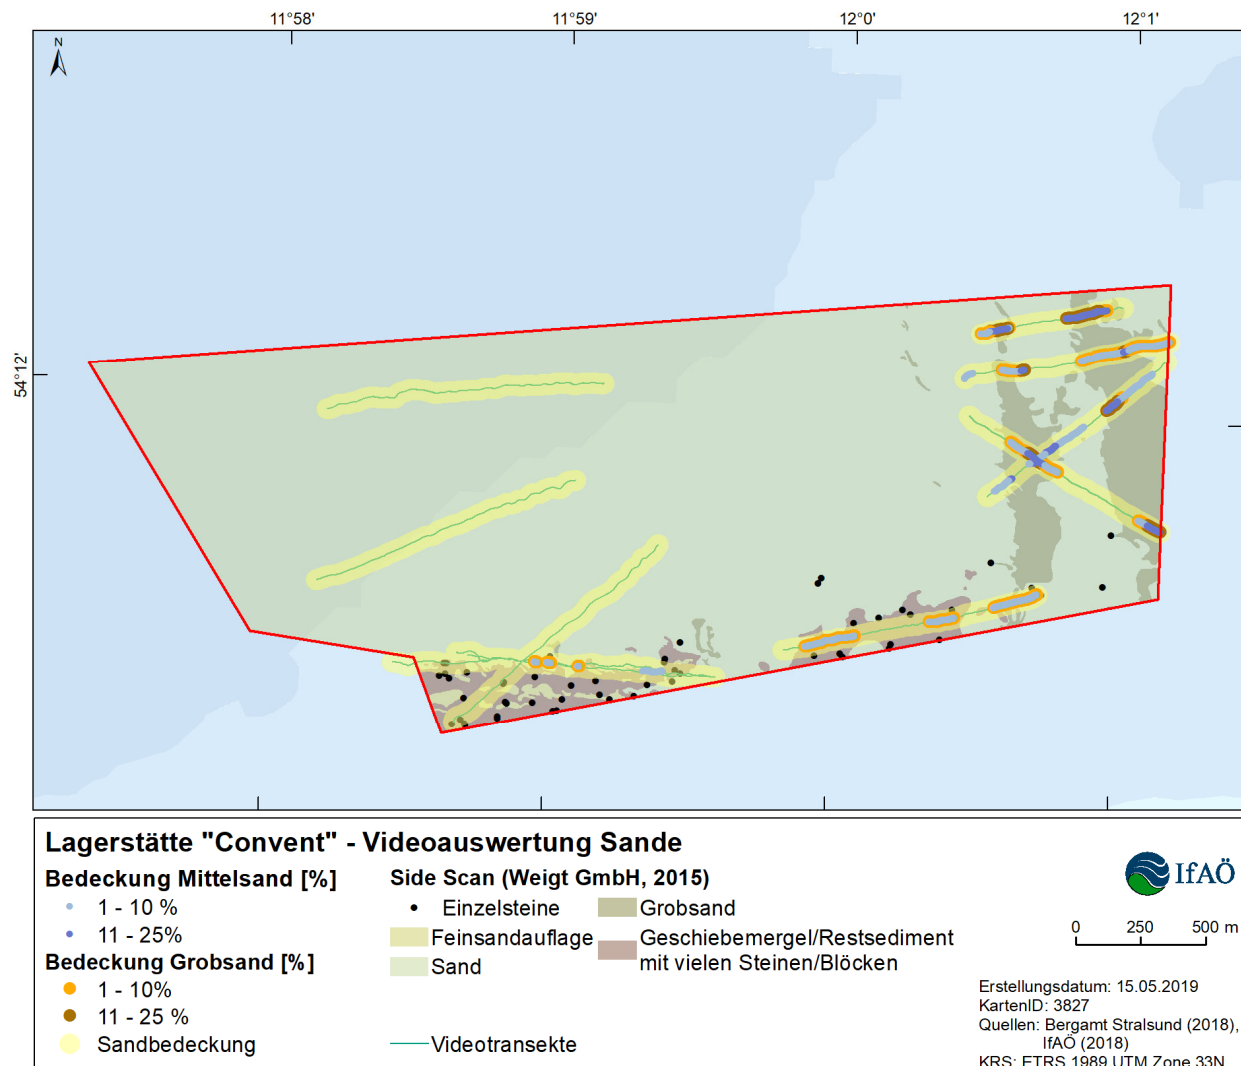 11°58'
11°59'
12°0'
12°1'
N
54°12'
Lagerstätte "Convent" - Videoauswertung Sande
Bedeckung Mittelsand [%]
1 - 10 %
11 - 25%
Bedeckung Grobsand [%]
1 - 10%
11 - 25 %
Sandbedeckung
Side Scan (Weigt GmbH, 2015)
Einzelsteine
Feinsandauflage
Sand
Grobsand
Geschiebemergel/Restsediment
mit vielen Steinen/Blöcken
Videotransekte
IfAÖ
0 250 500 m
Erstellungsdatum: 15.05.2019
KartenID: 3827
Quellen: Bergamt Stralsund (2018),
IfAÖ (2018)
KRS: ETRS 1989 UTM Zone 33N